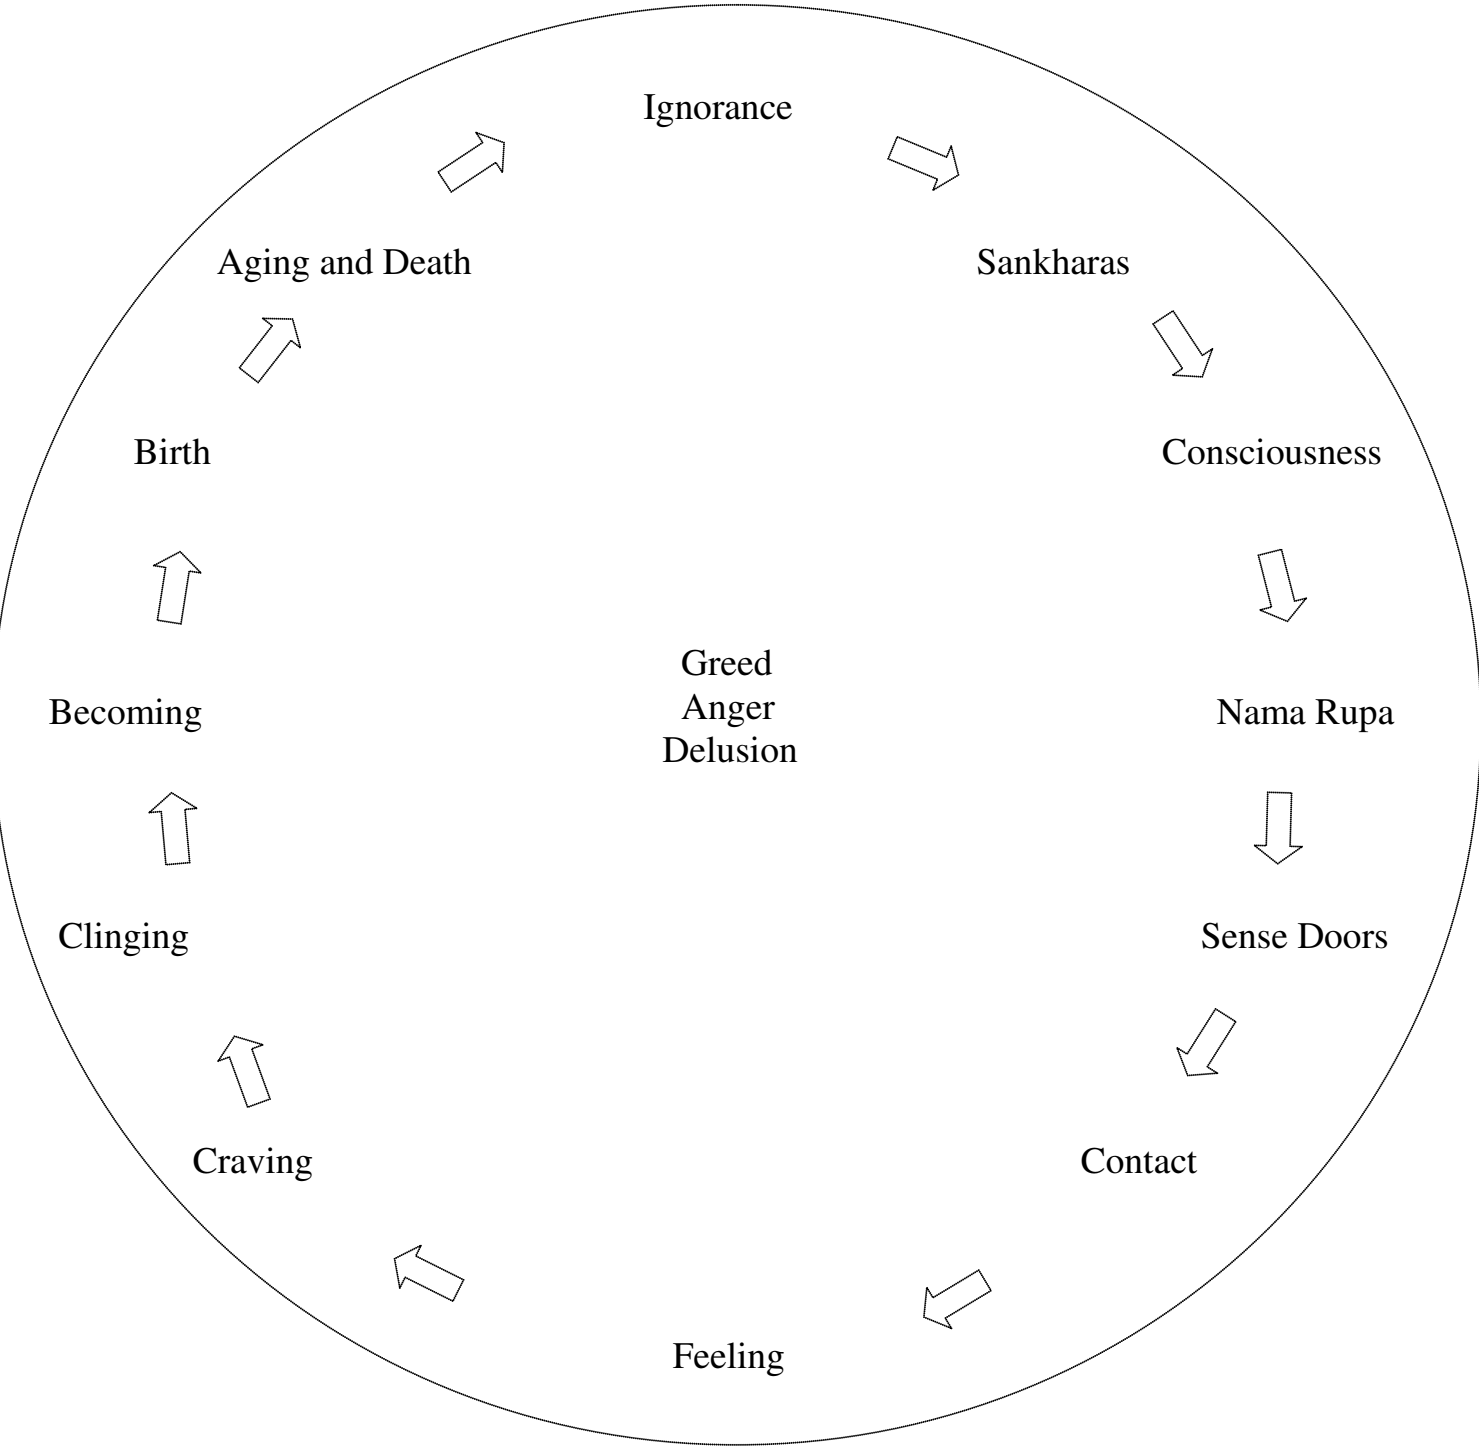 Ignorance
Sankharas
Consciousness
Nama Rupa
Sense Doors
Contact
Feeling
Craving
Clinging
Becoming
Birth
Aging and Death
Greed
Anger
Delusion